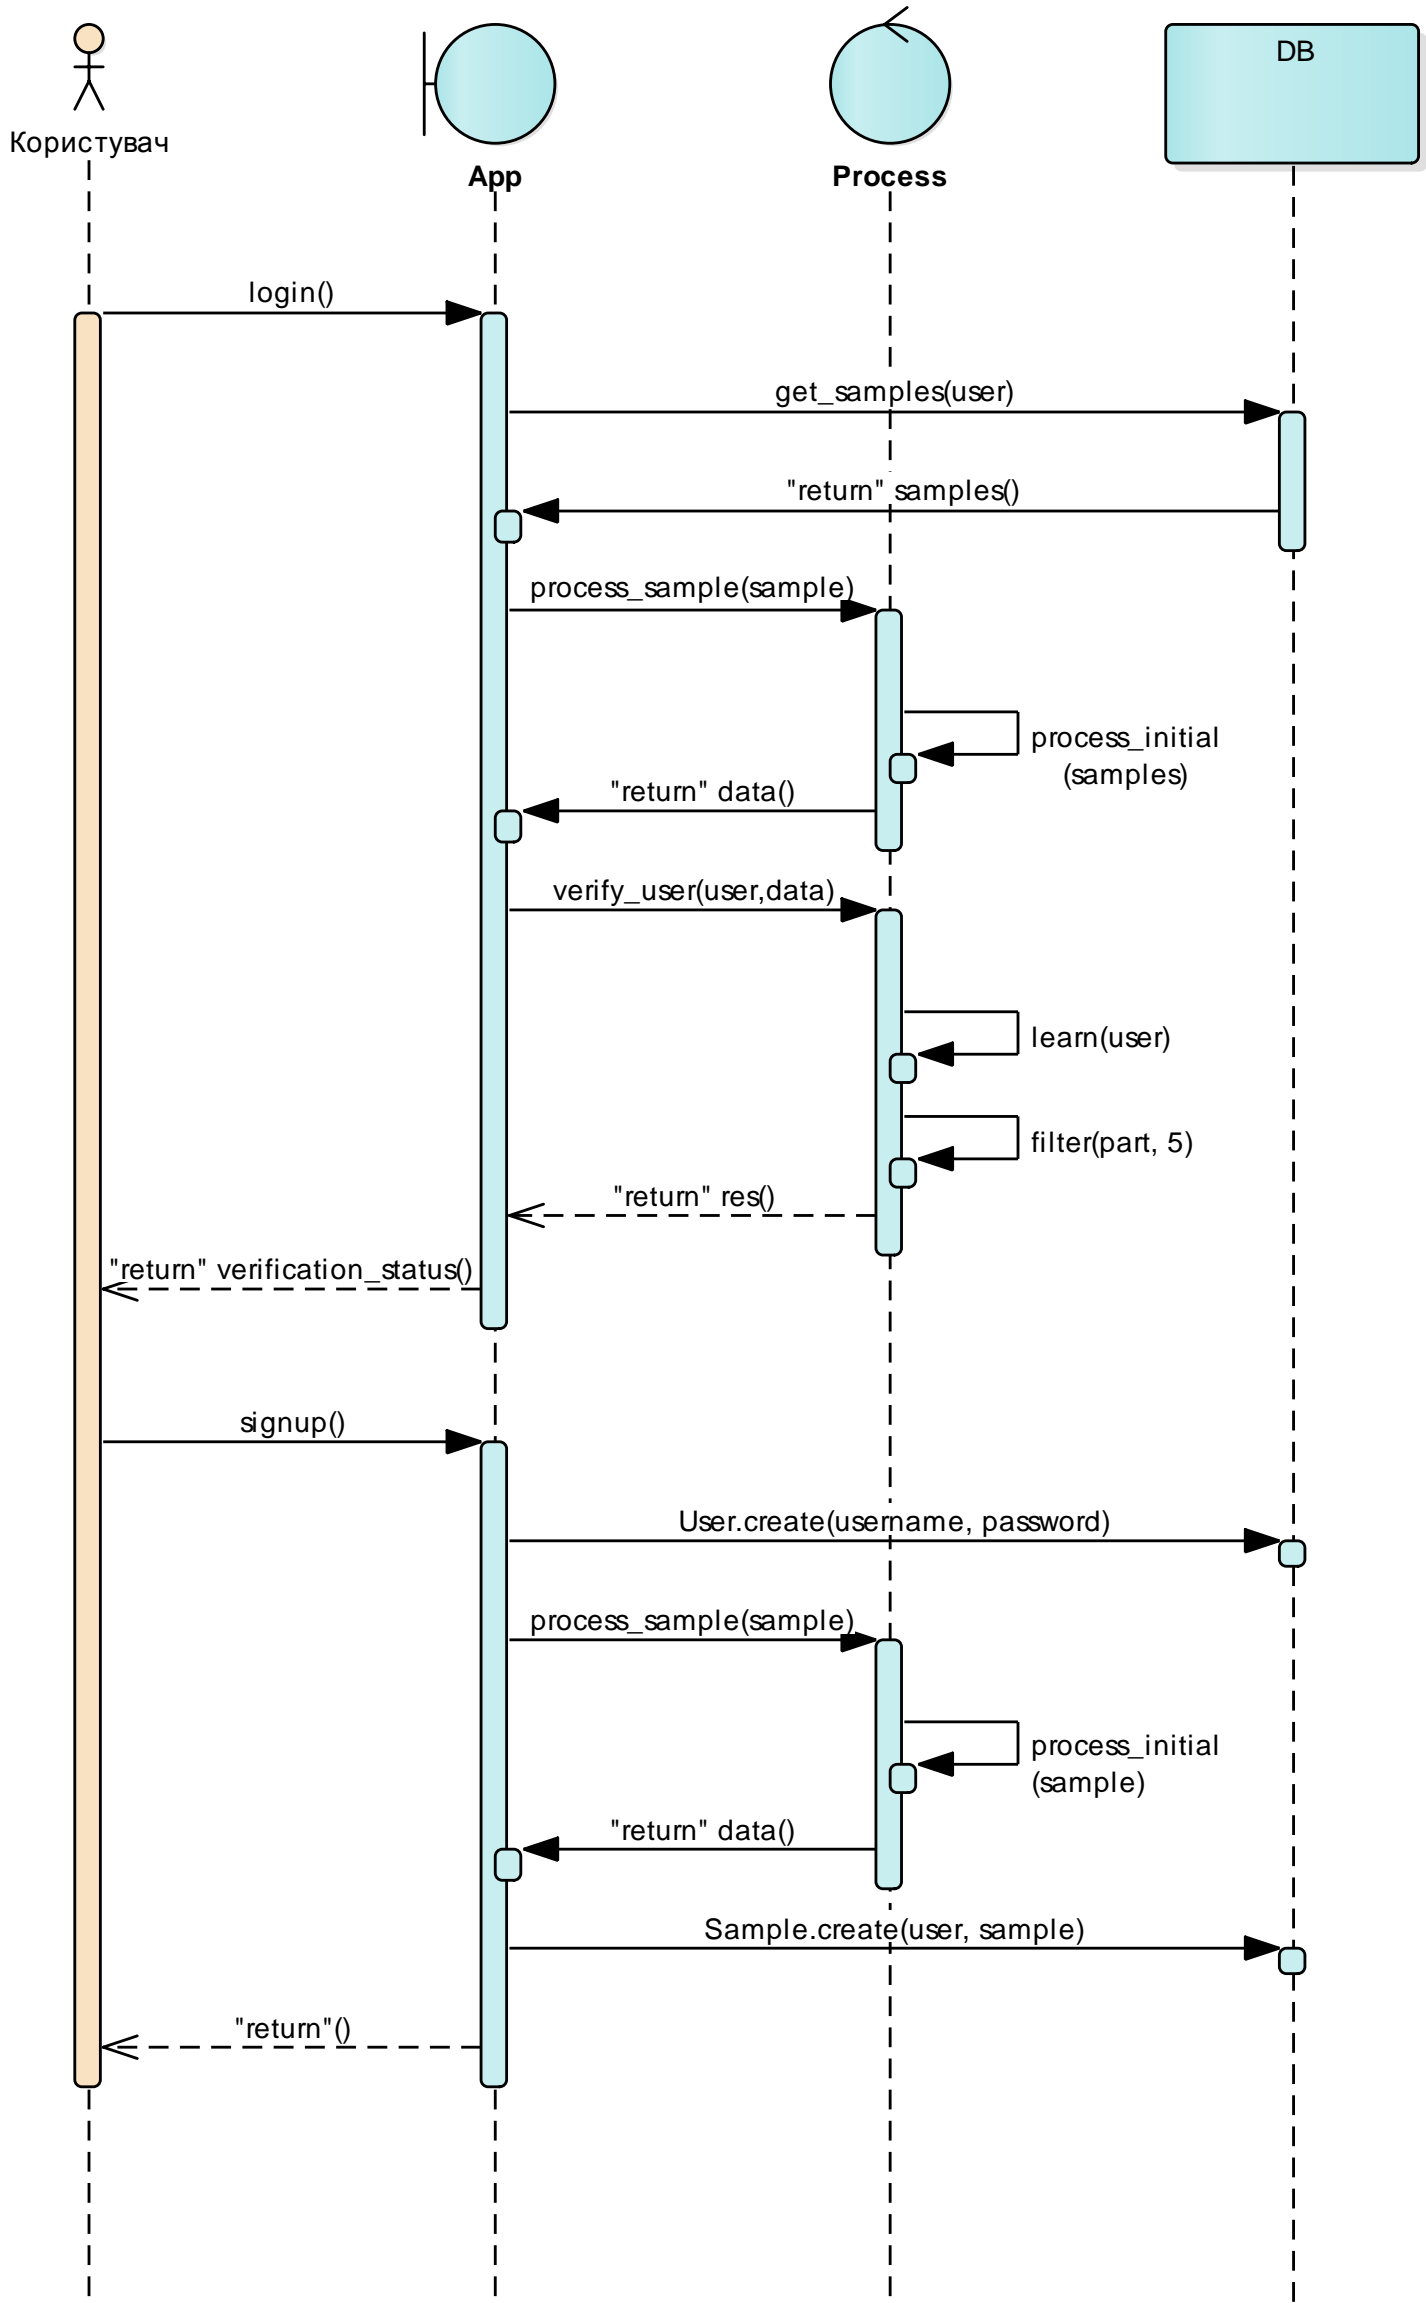 DB
Користувач
App
Process
login()
get_samples(user)
"return" samples()
process_sample(sample)
process_initial
(samples)
"return" data()
verify_user(user,data)
learn(user)
filter(part, 5)
"return" res()
"return" verification_status()
signup()
User.create(username, password)
process_sample(sample)
process_initial
(sample)
"return" data()
Sample.create(user, sample)
"return"()